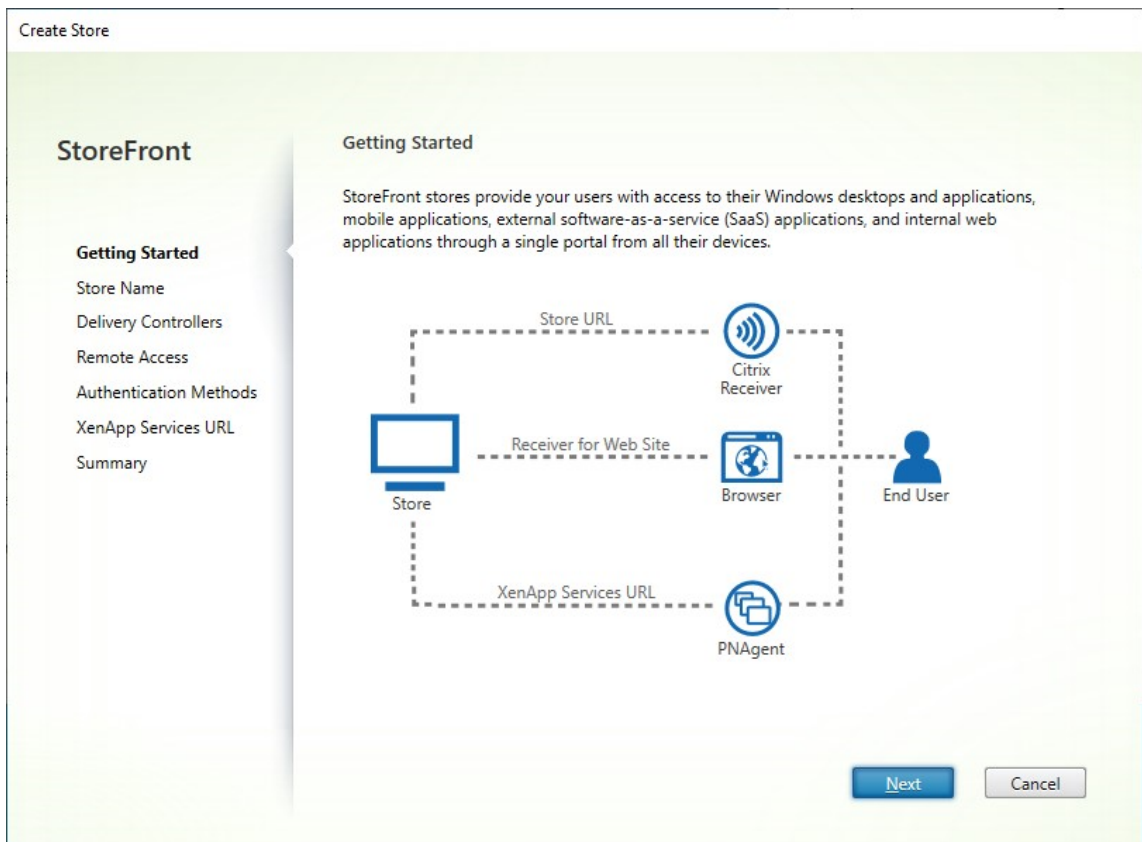 Create Store
StoreFront
Getting Started
Store Name
Delivery Controllers
Remote Access
Authentication Methods
XenApp Services URL
Summary
Getting Started
StoreFront stores provide your users with access to their Windows desktops and applications,
mobile applications, external software-as-a-service (SaaS) applications, and internal web
applications through a single portal from all their devices.
Store URL
Citrix
Receiver
Receiver for Web Site
Store
Browser
End User
XenApp Services URL
PNAgent
Next
Cancel